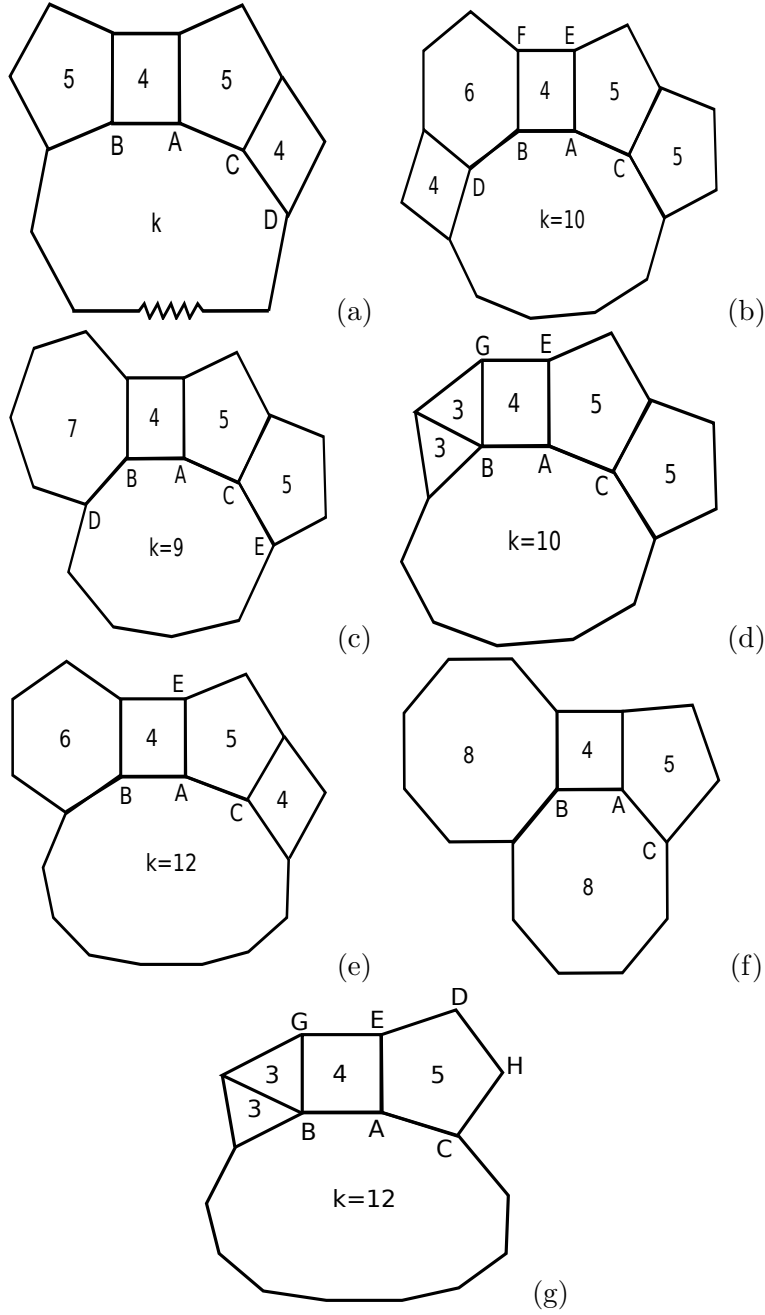 5 4 5
B A C 4
k D
(a)
F E
6 4 5
B A C 5
4 D
k=10
(b)
7 4 5
B A C 5
D
k=9 E
(c)
G E
3 4 5
3 B A C 5
k=10
(d)
E
6 4 5
B A C 4
k=12
(e)
8 4 5
B A
C
8
(f)
G E D
3 4 5 H
3 B A C
k=12
(g)